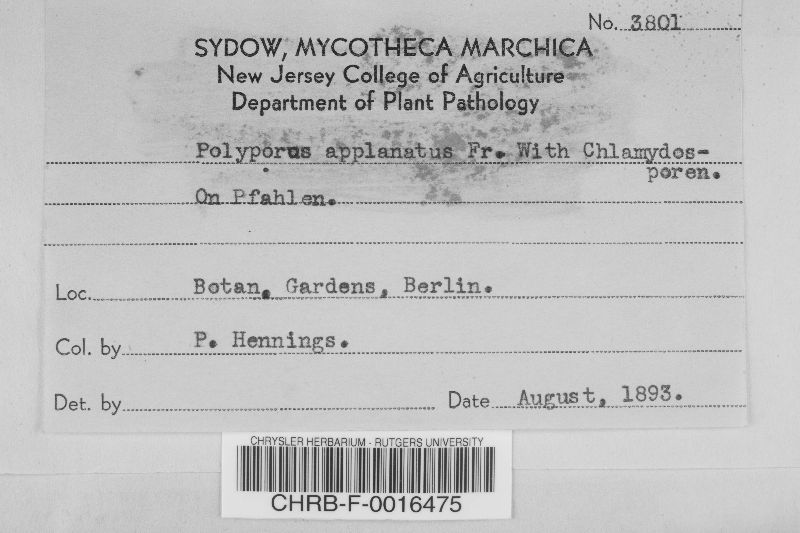 No. 3801
SYDOW, MYCOTHECA MARCHICA
New Jersey College of Agriculture
Department of Plant Pathology
Polyporus applanatus Fr. With Chlamydos-
poren.
On Pfahlen.
Loc. Botan. Gardens, Berlin.
Col. by P. Hennings.
Det. by Date August, 1893.
CHRYSLER HERBARIUM - RUTGERS UNIVERSITY
CHRB-F-0016475